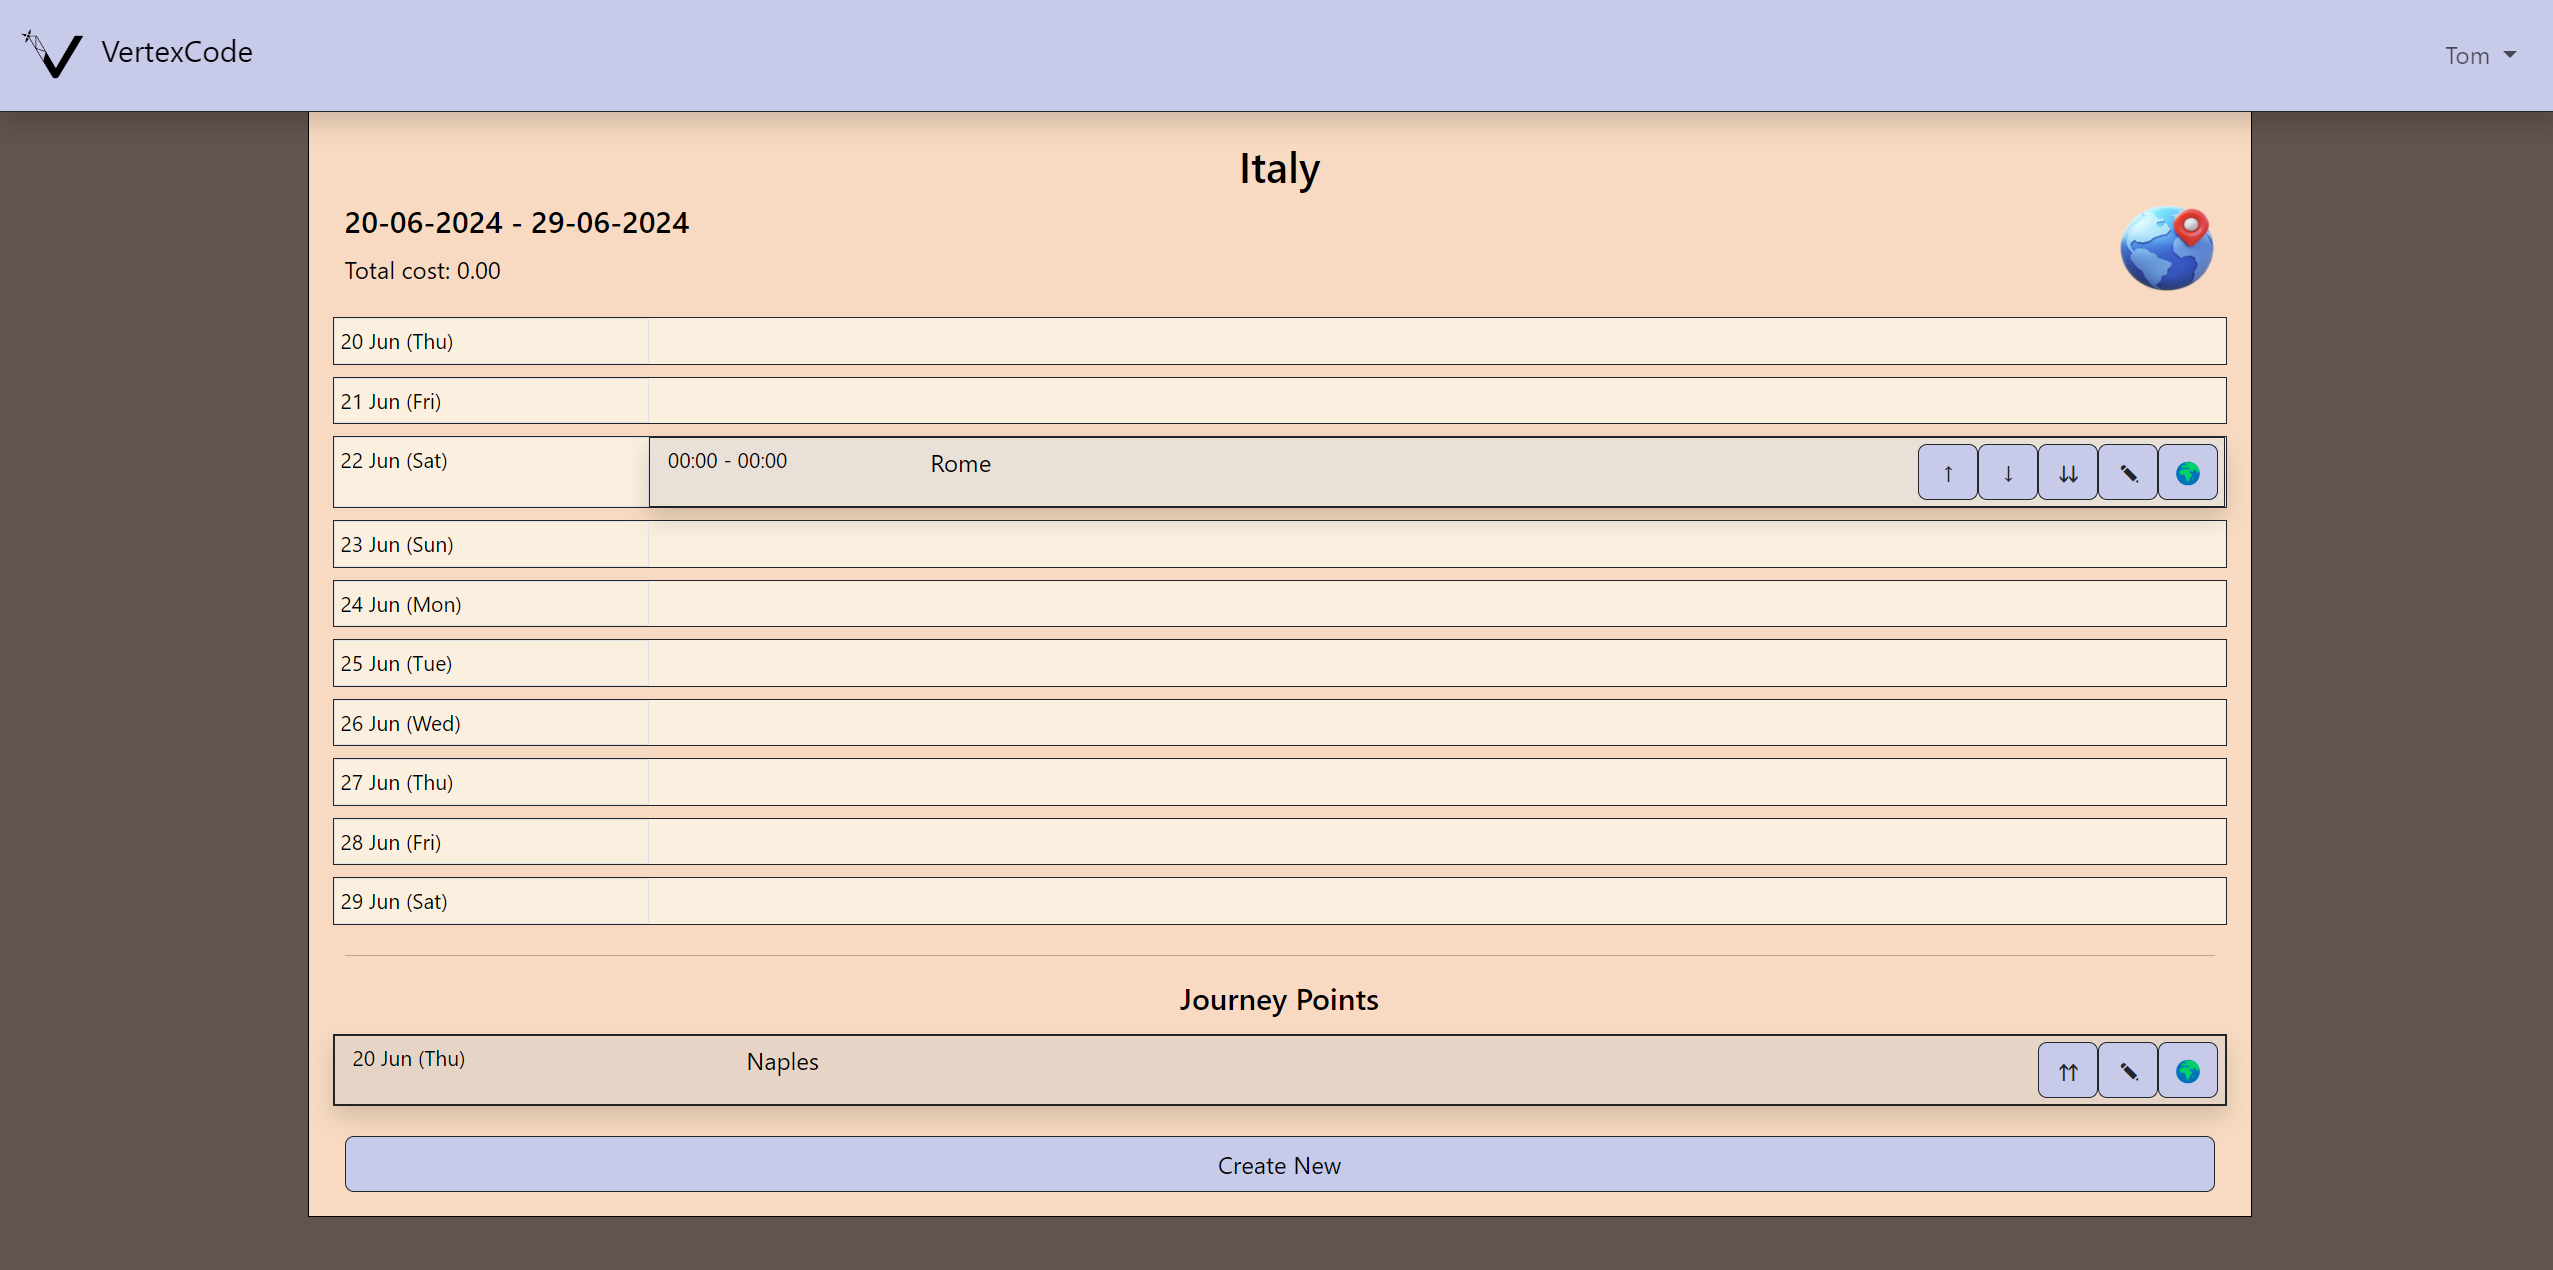 VertexCode
Tom
Italy
20-06-2024 - 29-06-2024
Total cost: 0.00
20 Jun (Thu)
21 Jun (Fri)
22 Jun (Sat) 00:00 - 00:00 Rome ↑ ↓ ⇊
23 Jun (Sun)
24 Jun (Mon)
25 Jun (Tue)
26 Jun (Wed)
27 Jun (Thu)
28 Jun (Fri)
29 Jun (Sat)
Journey Points
20 Jun (Thu) Naples ⇈
Create New